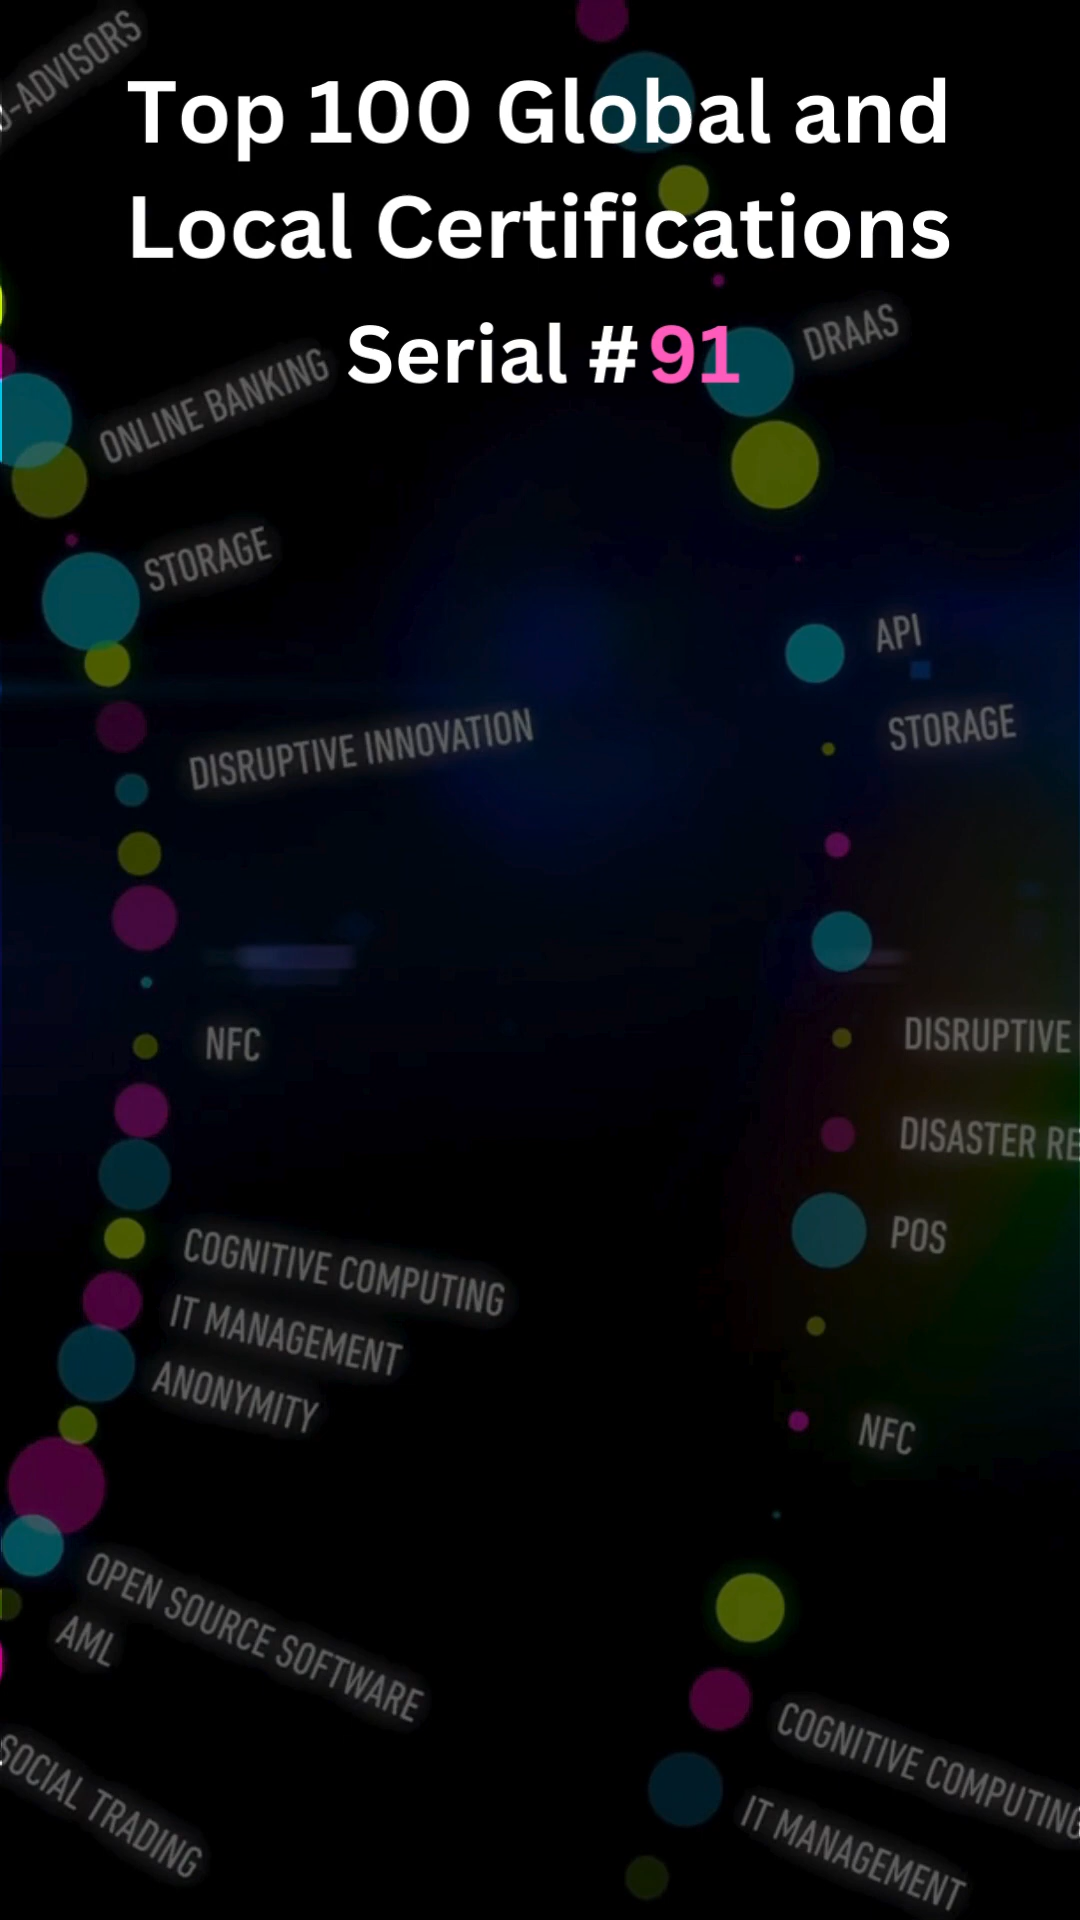 Top 100 Global and
Local Certifications
Serial #91
-ADVISORS
ONLINE BANKING
STORAGE
DISRUPTIVE INNOVATION
NFC
COGNITIVE COMPUTING
IT MANAGEMENT
ANONYMITY
OPEN SOURCE SOFTWARE
AML
SOCIAL TRADING
DRAAS
API
STORAGE
DISRUPTIVE
DISASTER RE
POS
NFC
COGNITIVE COMPUTING
IT MANAGEMENT